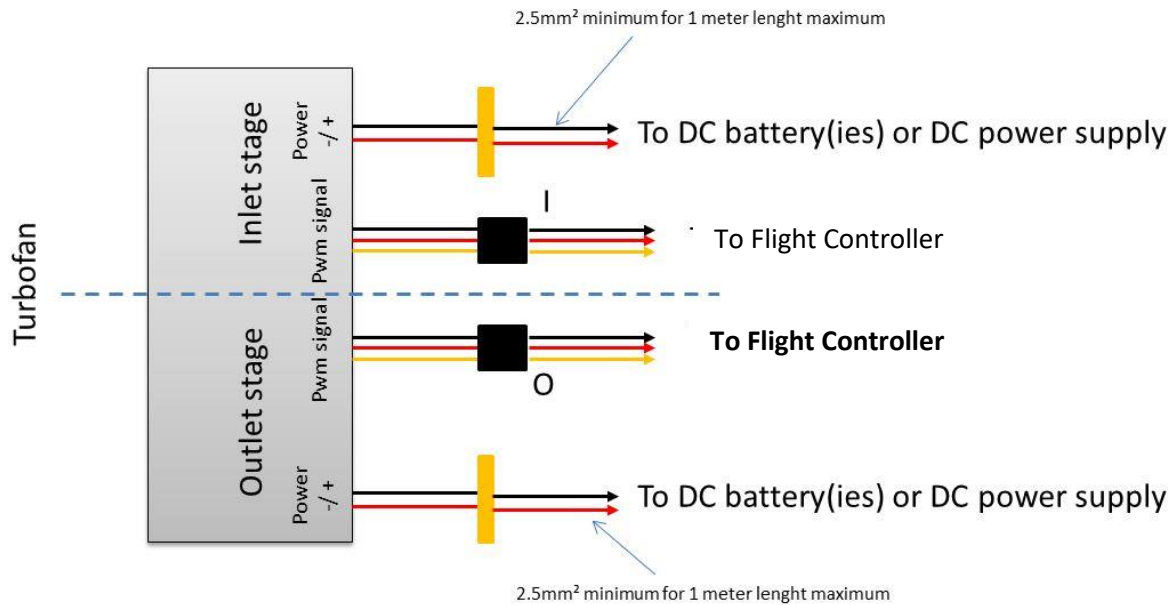 2.5mm² minimum for 1 meter lenght maximum
Turbofan
Inlet stage
Power
-/ +
To DC battery(ies) or DC power supply
Pwm signal
I
To Flight Controller
Outlet stage
Pwm signal
To Flight Controller
O
Power
-/ +
To DC battery(ies) or DC power supply
2.5mm² minimum for 1 meter lenght maximum